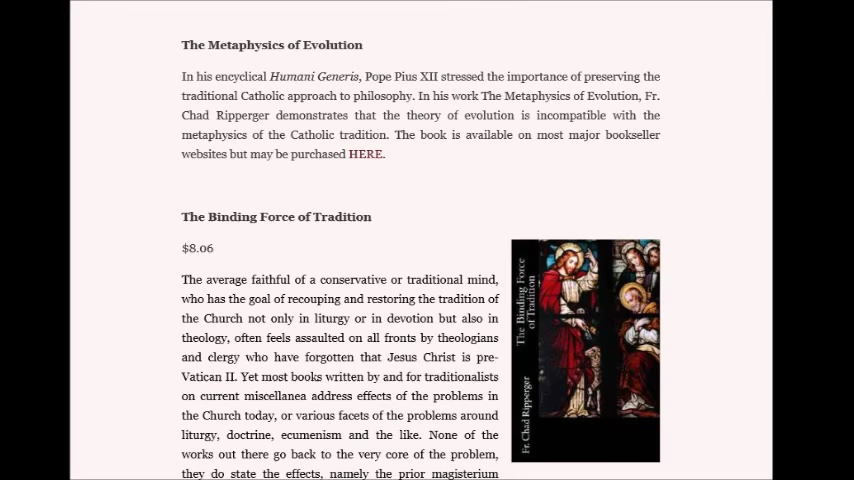 The Metaphysics of Evolution
In his encyclical Humani Generis, Pope Pius XII stressed the importance of preserving the
traditional Catholic approach to philosophy. In his work The Metaphysics of Evolution, Fr.
Chad Ripperger demonstrates that the theory of evolution is incompatible with the
metaphysics of the Catholic tradition. The book is available on most major bookseller
websites but may be purchased HERE.
The Binding Force of Tradition
$8.06
The average faithful of a conservative or traditional mind,
who has the goal of recouping and restoring the tradition of
the Church not only in liturgy or in devotion but also in
theology, often feels assaulted on all fronts by theologians
and clergy who have forgotten that Jesus Christ is pre-
Vatican II. Yet most books written by and for traditionalists
on current miscellanea address effects of the problems in
the Church today, or various facets of the problems around
liturgy, doctrine, ecumenism and the like. None of the
works out there go back to the very core of the problem,
they do state the effects, namely the prior magisterium
The Binding Force
of Tradition
Fr. Chad Ripperger